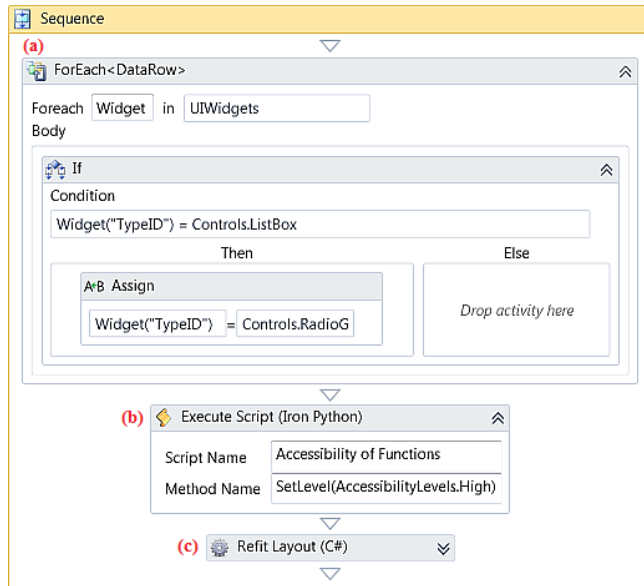 Sequence
(a)
ForEach<DataRow>
Foreach Widget in UIWidgets
Body
If
Condition
Widget("TypeID") = Controls.ListBox
Then Else
A+B Assign
Widget("TypeID") = Controls.RadioG
Drop activity here
(b) Execute Script (Iron Python)
Script Name Accessibility of Functions
Method Name SetLevel(AccessibilityLevels.High)
(c) Refit Layout (C#)